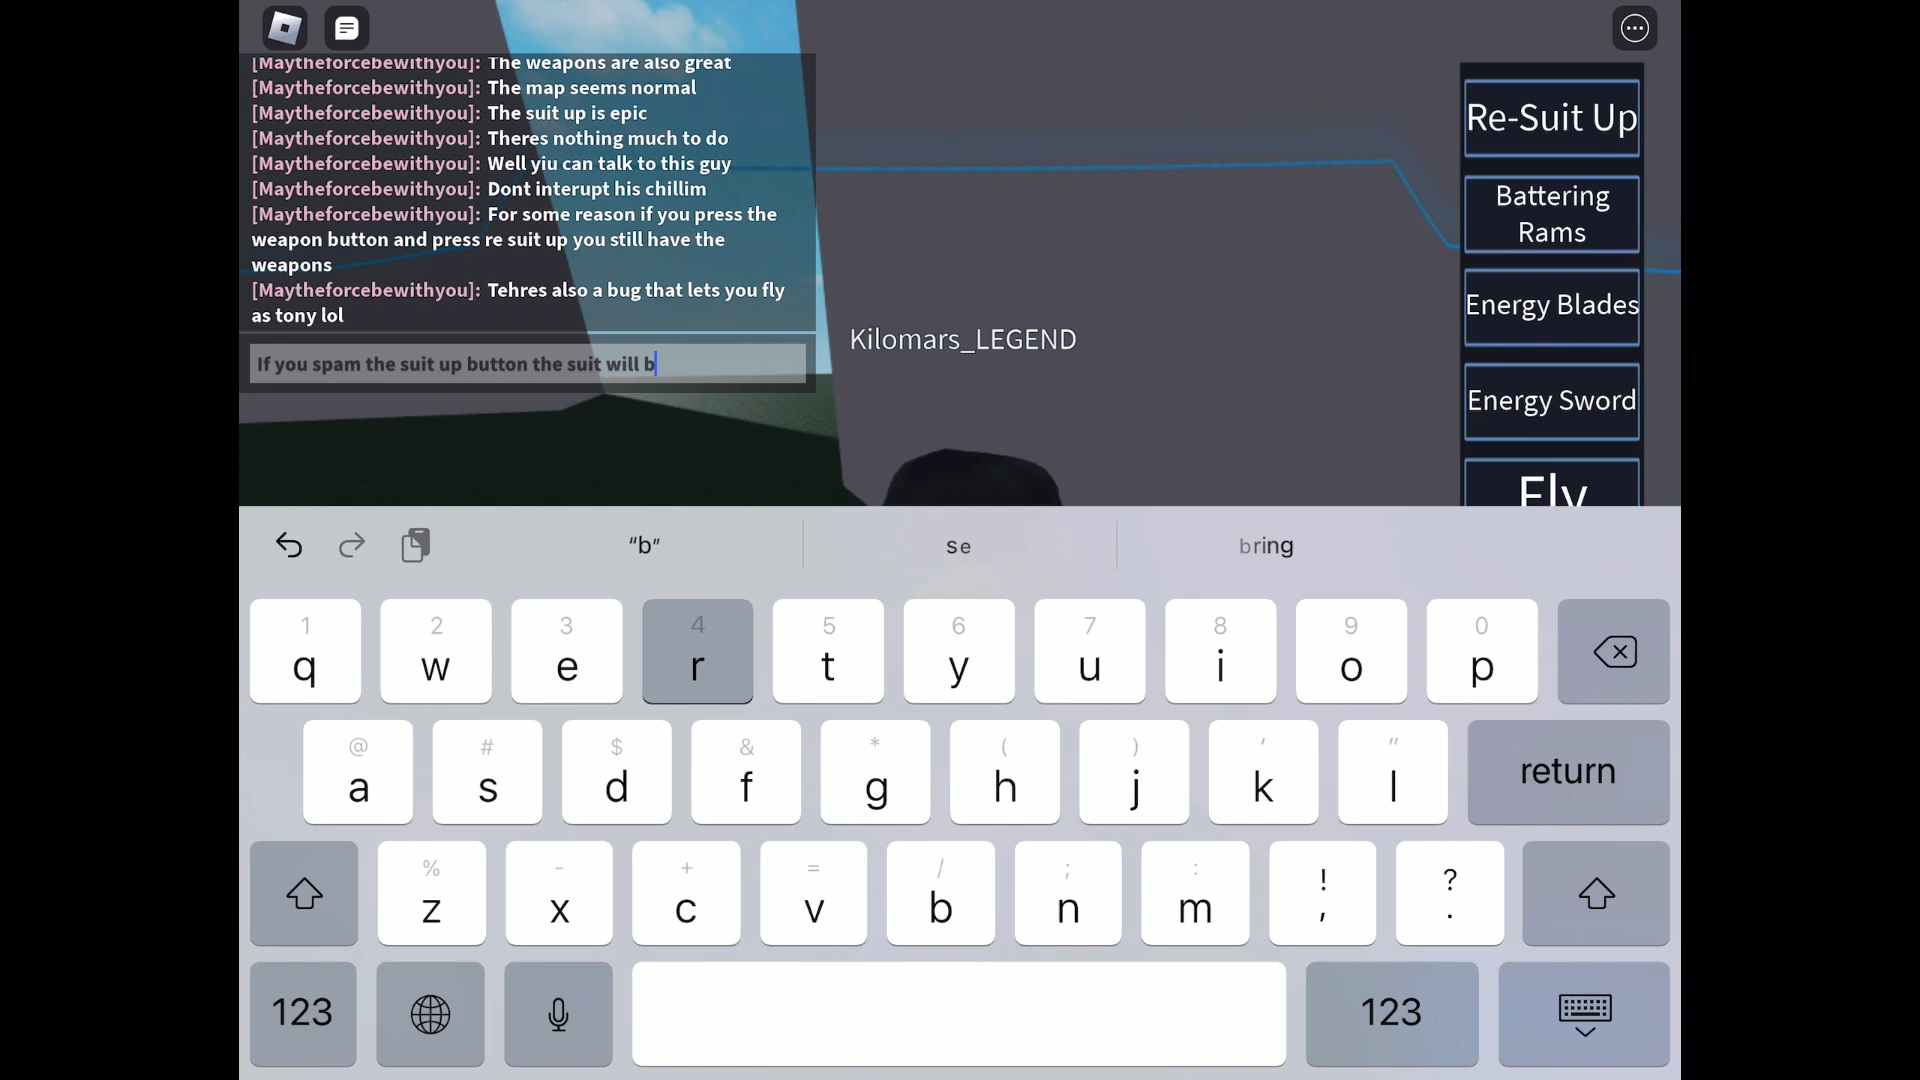 [Maytheforcebewithyou]: The weapons are also great
[Maytheforcebewithyou]: The map seems normal
[Maytheforcebewithyou]: The suit up is epic
[Maytheforcebewithyou]: Theres nothing much to do
[Maytheforcebewithyou]: Well yiu can talk to this guy
[Maytheforcebewithyou]: Dont interupt his chillim
[Maytheforcebewithyou]: For some reason if you press the
weapon button and press re suit up you still have the
weapons
[Maytheforcebewithyou]: Tehres also a bug that lets you fly
as tony lol
If you spam the suit up button the suit will b
Kilomars_LEGEND
Re-Suit Up
Battering
Rams
Energy Blades
Energy Sword
Fly
“b” se bring
1 2 3 4 5 6 7 8 9 0
q w e r t y u i o p
@ # $ & * ( ) ' "
a s d f g h j k l return
% - + = / ; : ! ?
z x c v b n m , .
123 123